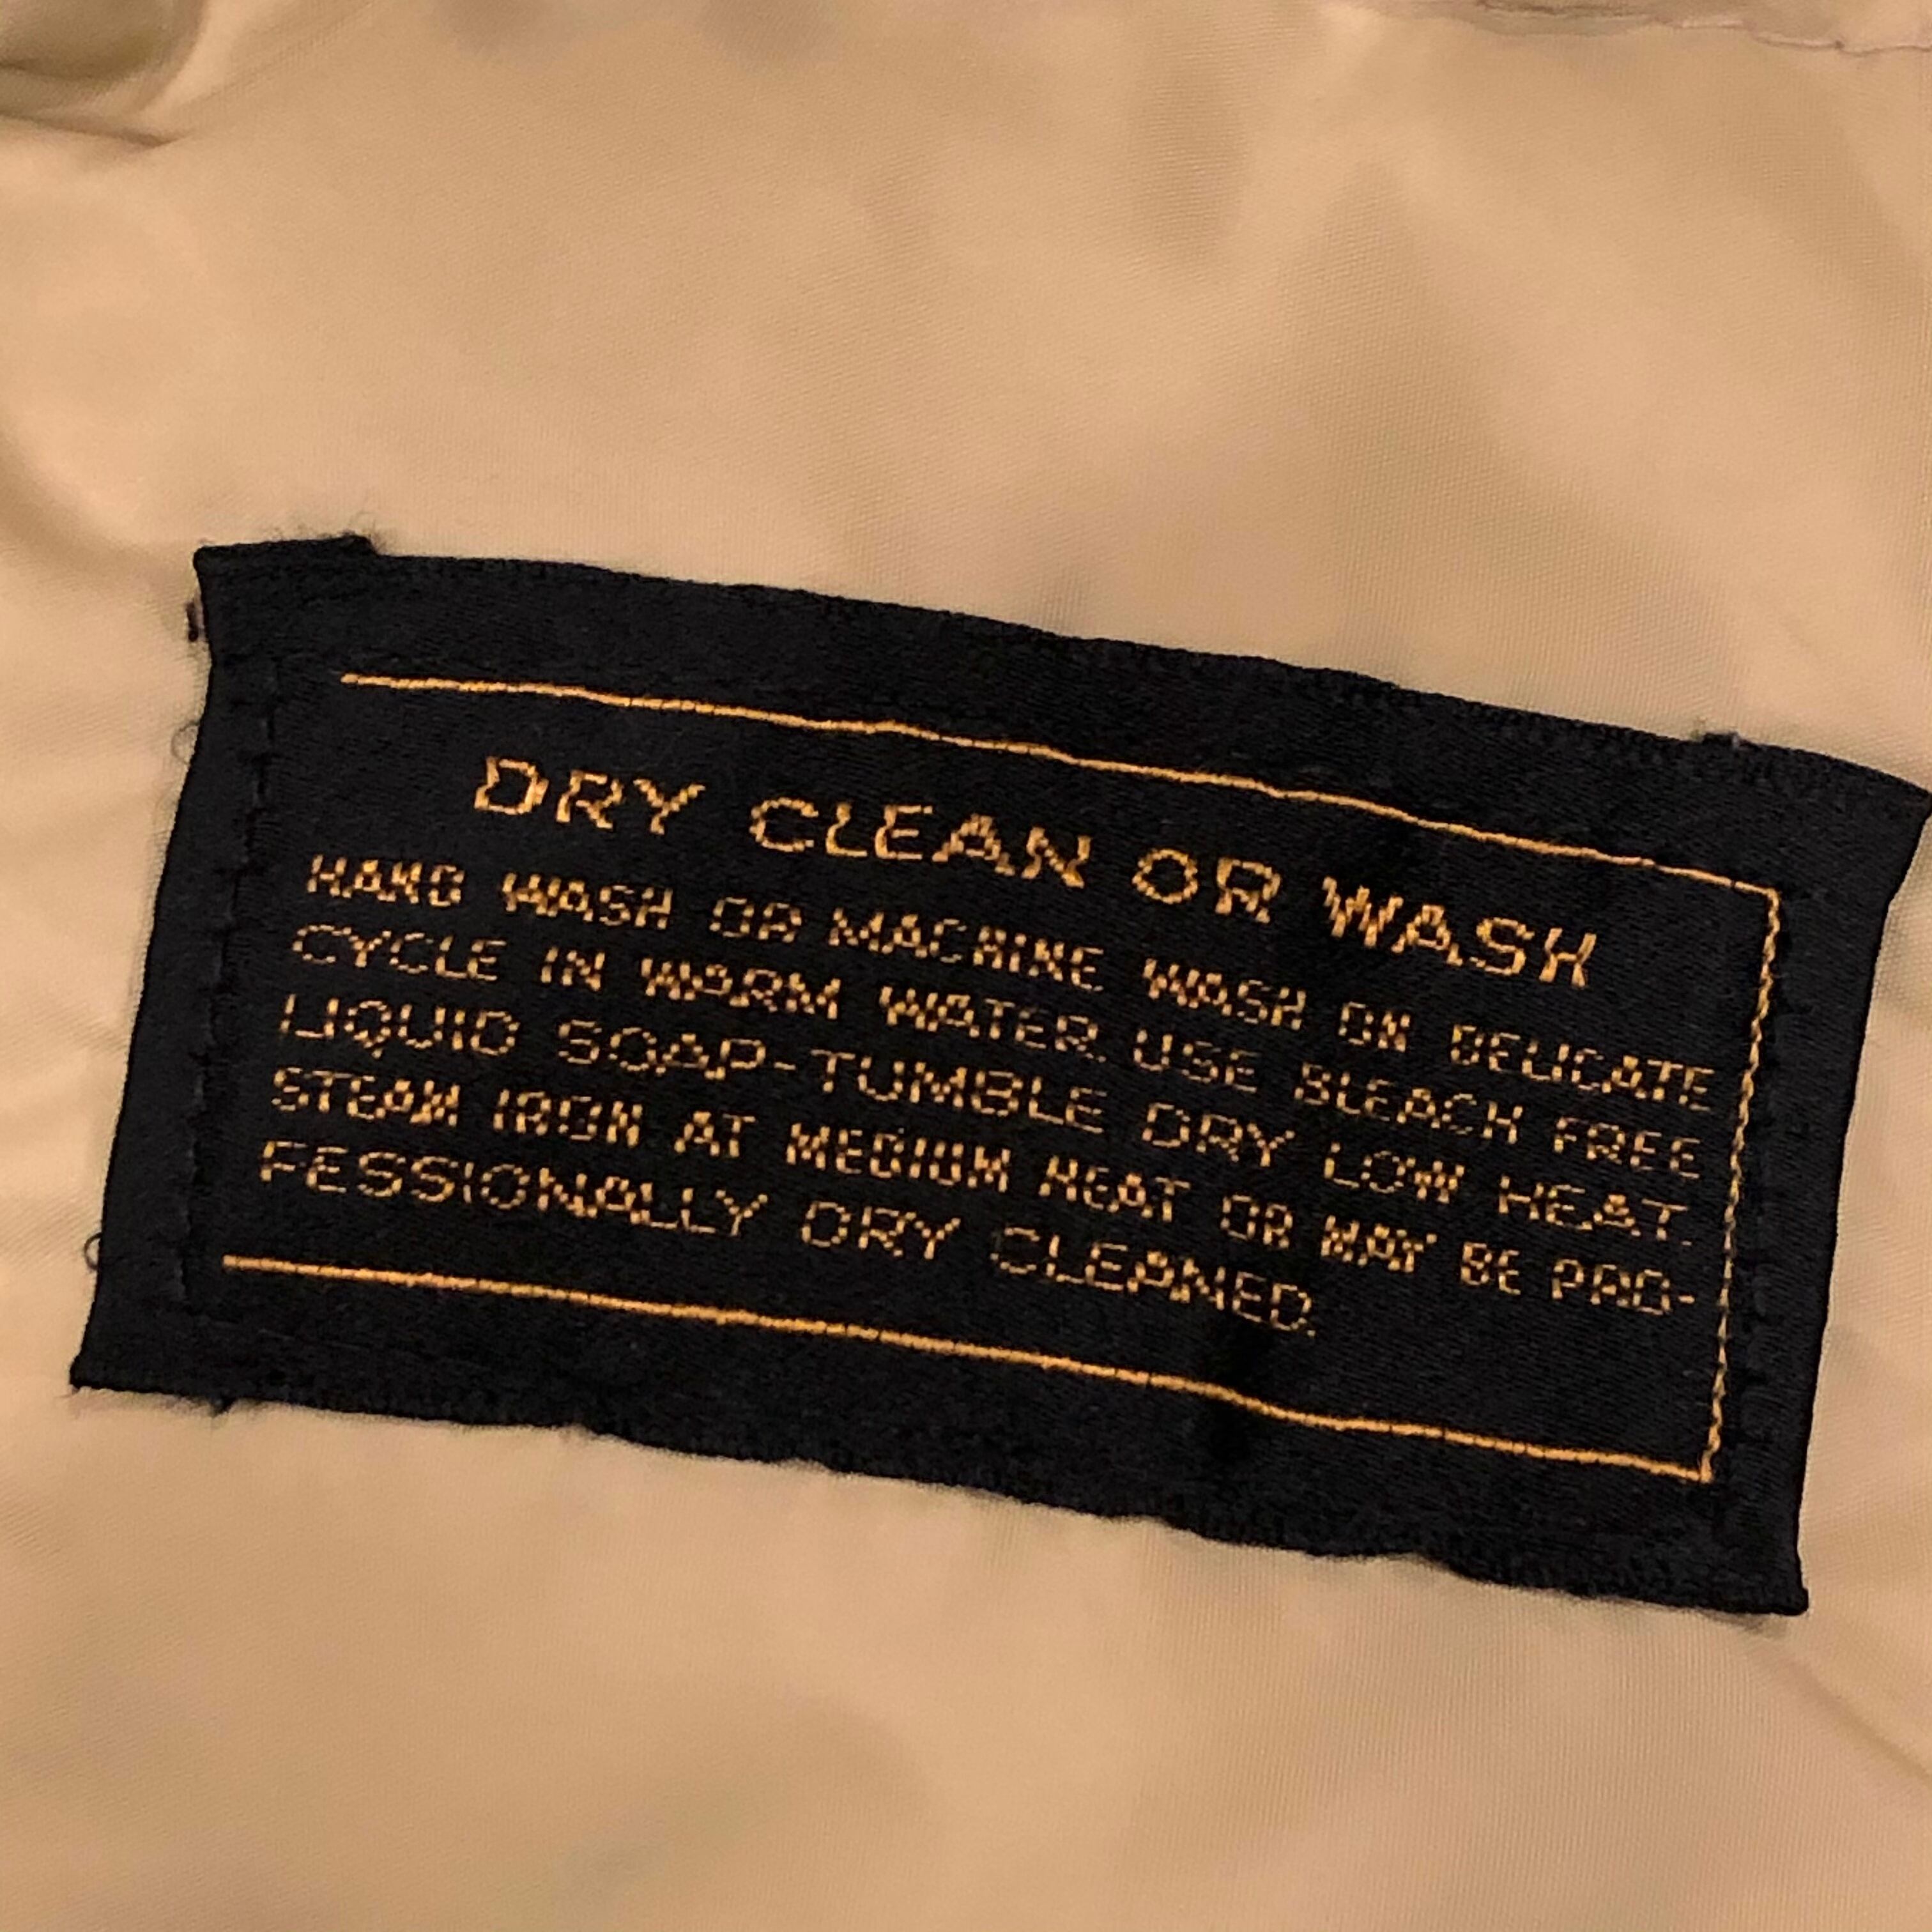 DRY CLEAN OR WASH
HAND WASH OR MACHINE WASH ON DELICATE
CYCLE IN WARM WATER. USE BLEACH FREE
LIQUID SOAP-TUMBLE DRY LOW HEAT.
STEAM IRON AT MEDIUM HEAT OR MAY BE PRO-
FESSIONALLY DRY CLEANED.